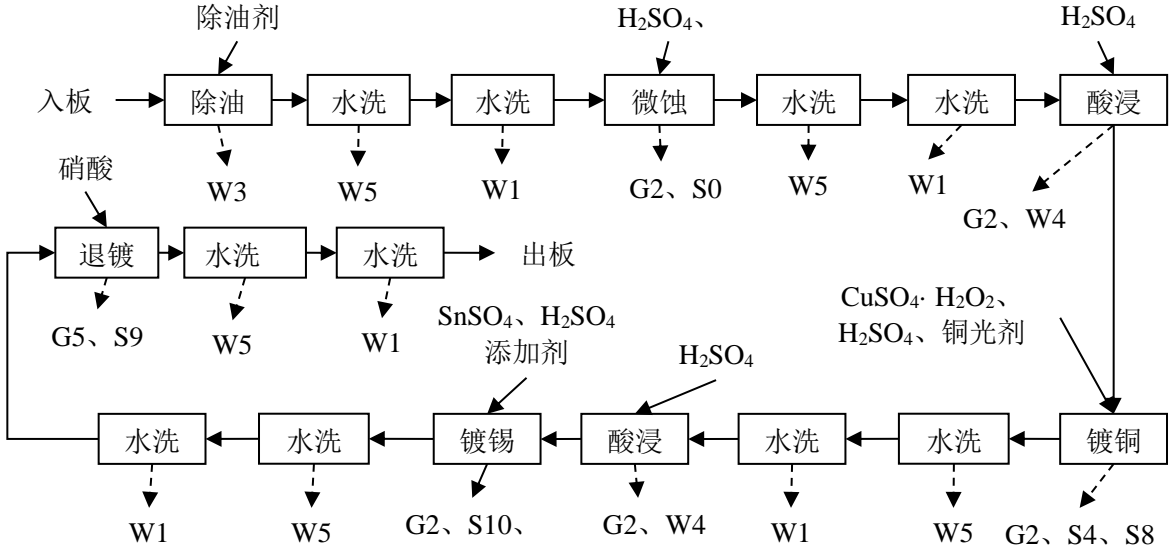 除油剂
H₂SO₄、
H₂SO₄
入板
除油
水洗
水洗
微蚀
水洗
水洗
酸浸
W3
W5
W1
G2、S0
W5
W1
G2、W4
硝酸
退镀
水洗
水洗
出板
G5、S9
W5
W1
SnSO₄、H₂SO₄
添加剂
H₂SO₄
CuSO₄· H₂O₂、
H₂SO₄、铜光剂
水洗
水洗
镀锡
酸浸
水洗
水洗
镀铜
W1
W5
G2、S10、
G2、W4
W1
W5
G2、S4、S8